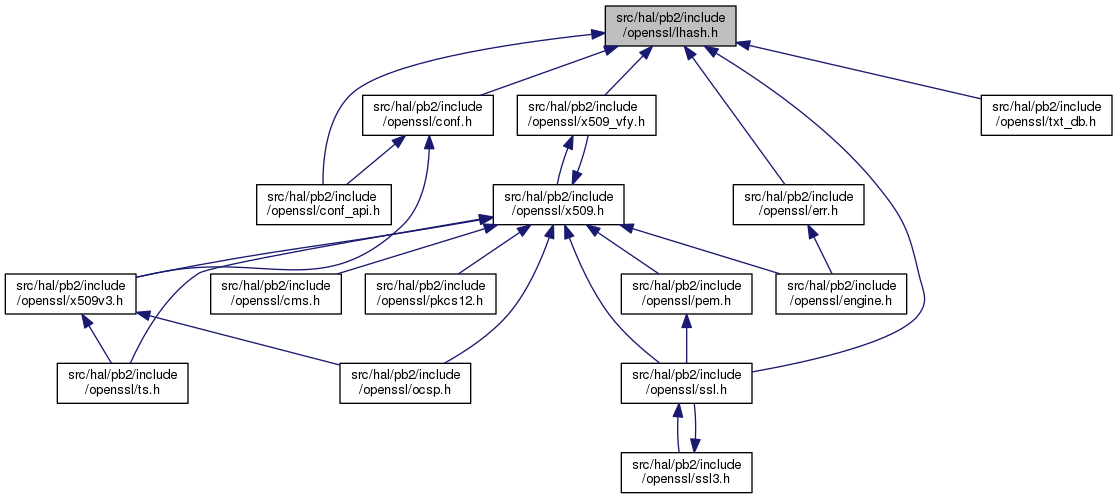 src/hal/pb2/include
/openssl/lhash.h
src/hal/pb2/include
/openssl/conf.h
src/hal/pb2/include
/openssl/x509_vfy.h
src/hal/pb2/include
/openssl/txt_db.h
src/hal/pb2/include
/openssl/conf_api.h
src/hal/pb2/include
/openssl/x509.h
src/hal/pb2/include
/openssl/err.h
src/hal/pb2/include
/openssl/x509v3.h
src/hal/pb2/include
/openssl/cms.h
src/hal/pb2/include
/openssl/pkcs12.h
src/hal/pb2/include
/openssl/pem.h
src/hal/pb2/include
/openssl/engine.h
src/hal/pb2/include
/openssl/ts.h
src/hal/pb2/include
/openssl/ocsp.h
src/hal/pb2/include
/openssl/ssl.h
src/hal/pb2/include
/openssl/ssl3.h